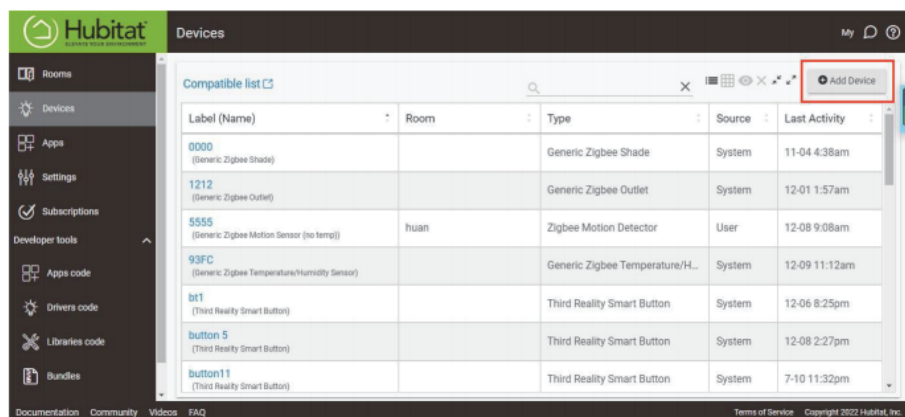 Hubitat
ELEVATE YOUR ENVIRONMENT
Devices
My
Rooms
Devices
Apps
Settings
Subscriptions
Developer tools
Apps code
Drivers code
Libraries code
Bundles
Compatible list
Add Device
Label (Name) Room Type Source Last Activity
0000
(Generic Zigbee Shade)
Generic Zigbee Shade System 11-04 4:38am
1212
(Generic Zigbee Outlet)
Generic Zigbee Outlet System 12-01 1:57am
5555
(Generic Zigbee Motion Sensor (no temp))
huan Zigbee Motion Detector User 12-08 9:08am
93FC
(Generic Zigbee Temperature/Humidity Sensor)
Generic Zigbee Temperature/H... System 12-09 11:12am
bt1
(Third Reality Smart Button)
Third Reality Smart Button System 12-06 8:25pm
button 5
(Third Reality Smart Button)
Third Reality Smart Button System 12-08 2:27pm
button11
(Third Reality Smart Button)
Third Reality Smart Button System 7-10 11:32pm
Documentation Community Videos FAQ
Terms of Service Copyright 2022 Hubitat, Inc.